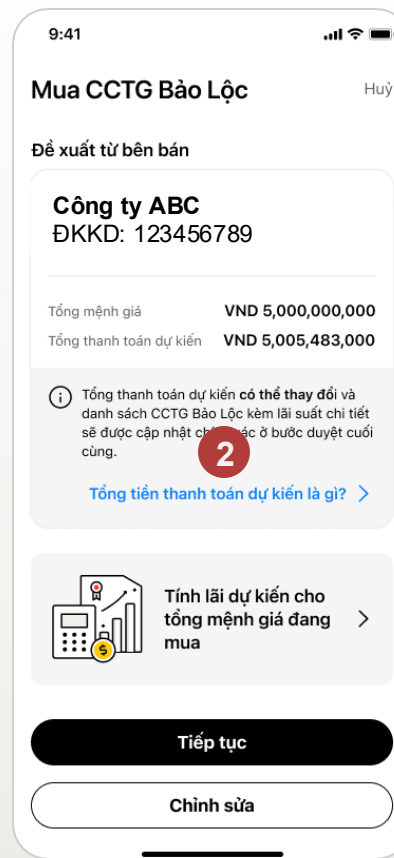 9:41
Mua CCTG Bảo Lộc
Huỷ
Đề xuất từ bên bán
Công ty ABC
ĐKKD: 123456789
Tổng mệnh giá VND 5,000,000,000
Tổng thanh toán dự kiến VND 5,005,483,000
Tổng thanh toán dự kiến có thể thay đổi và
danh sách CCTG Bảo Lộc kèm lãi suất chi tiết
sẽ được cập nhật ở bước duyệt cuối
cùng.
2
Tổng tiền thanh toán dự kiến là gì?
Tính lãi dự kiến cho
tổng mệnh giá đang
mua
Tiếp tục
Chỉnh sửa